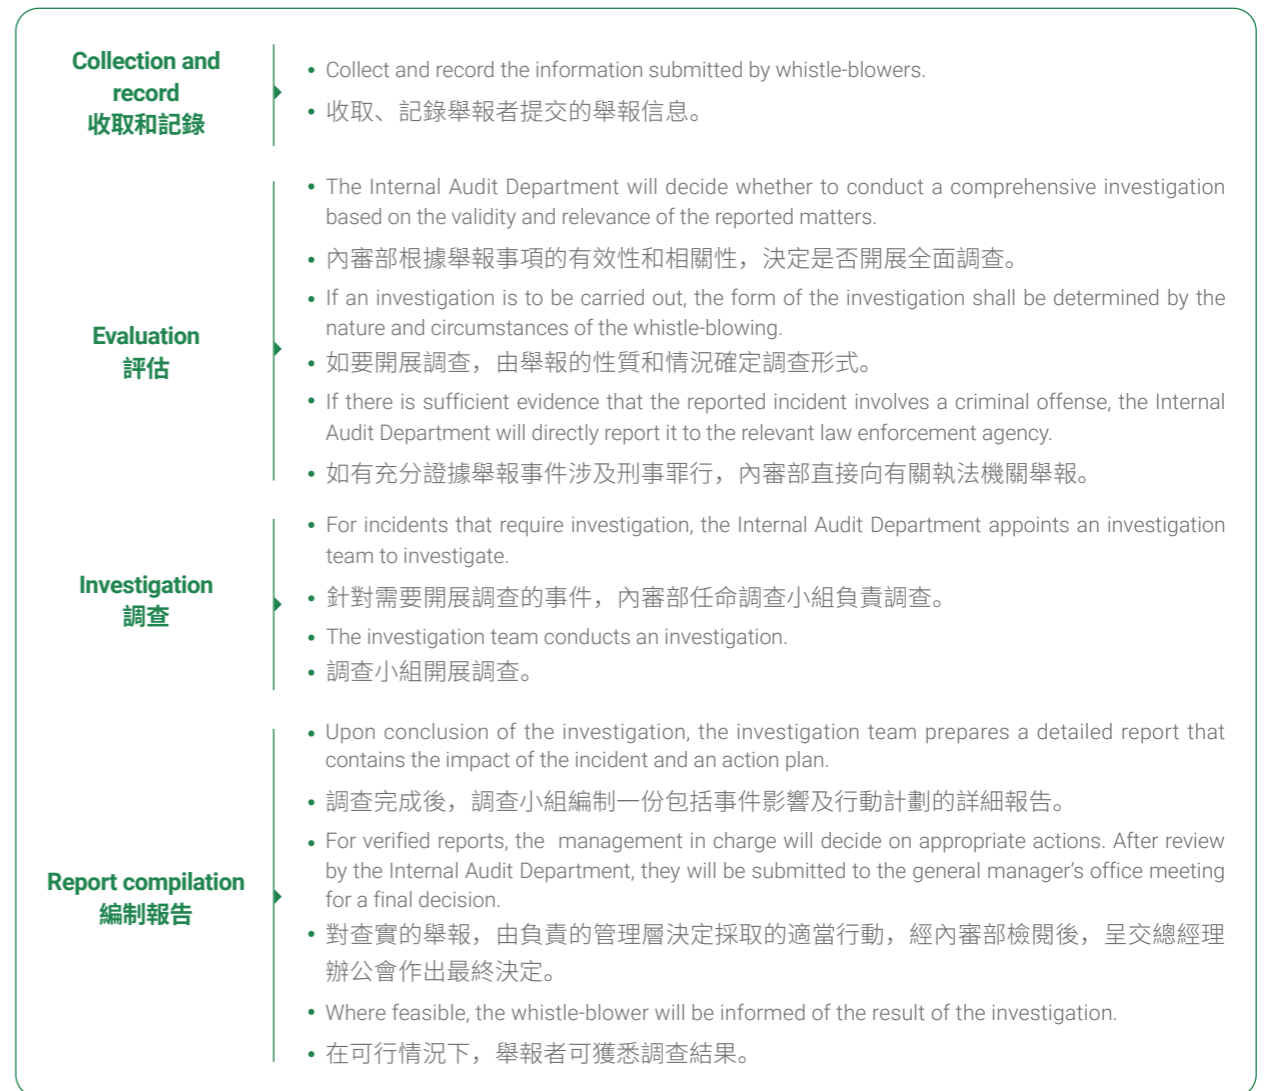 Collection and
record
收取和記錄
• Collect and record the information submitted by whistle-blowers.
• 收取、記錄舉報者提交的舉報信息。
Evaluation
評估
• The Internal Audit Department will decide whether to conduct a comprehensive investigation
based on the validity and relevance of the reported matters.
• 內審部根據舉報事項的有效性和相關性，決定是否開展全面調查。
• If an investigation is to be carried out, the form of the investigation shall be determined by the
nature and circumstances of the whistle-blowing.
• 如要開展調查，由舉報的性質和情況確定調查形式。
• If there is sufficient evidence that the reported incident involves a criminal offense, the Internal
Audit Department will directly report it to the relevant law enforcement agency.
• 如有充分證據舉報事件涉及刑事罪行，內審部直接向有關執法機關舉報。
Investigation
調查
• For incidents that require investigation, the Internal Audit Department appoints an investigation
team to investigate.
• 針對需要開展調查的事件，內審部任命調查小組負責調查。
• The investigation team conducts an investigation.
• 調查小組開展調查。
Report compilation
編制報告
• Upon conclusion of the investigation, the investigation team prepares a detailed report that
contains the impact of the incident and an action plan.
• 調查完成後，調查小組編制一份包括事件影響及行動計劃的詳細報告。
• For verified reports, the management in charge will decide on appropriate actions. After review
by the Internal Audit Department, they will be submitted to the general manager’s office meeting
for a final decision.
• 對查實的舉報，由負責的管理層決定採取的適當行動，經內審部檢閱後，呈交總經理
辦公會作出最終決定。
• Where feasible, the whistle-blower will be informed of the result of the investigation.
• 在可行情況下，舉報者可獲悉調查結果。